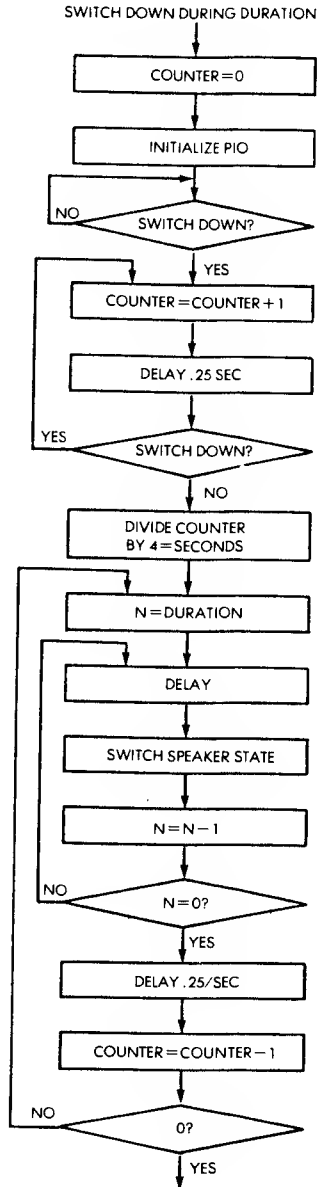 SWITCH DOWN DURING DURATION
COUNTER=0
INITIALIZE PIO
NO
SWITCH DOWN?
YES
COUNTER=COUNTER+1
DELAY .25 SEC
YES
SWITCH DOWN?
NO
DIVIDE COUNTER
BY 4=SECONDS
N=DURATION
DELAY
SWITCH SPEAKER STATE
N=N−1
NO
N=0?
YES
DELAY .25/SEC
COUNTER=COUNTER−1
NO
0?
YES